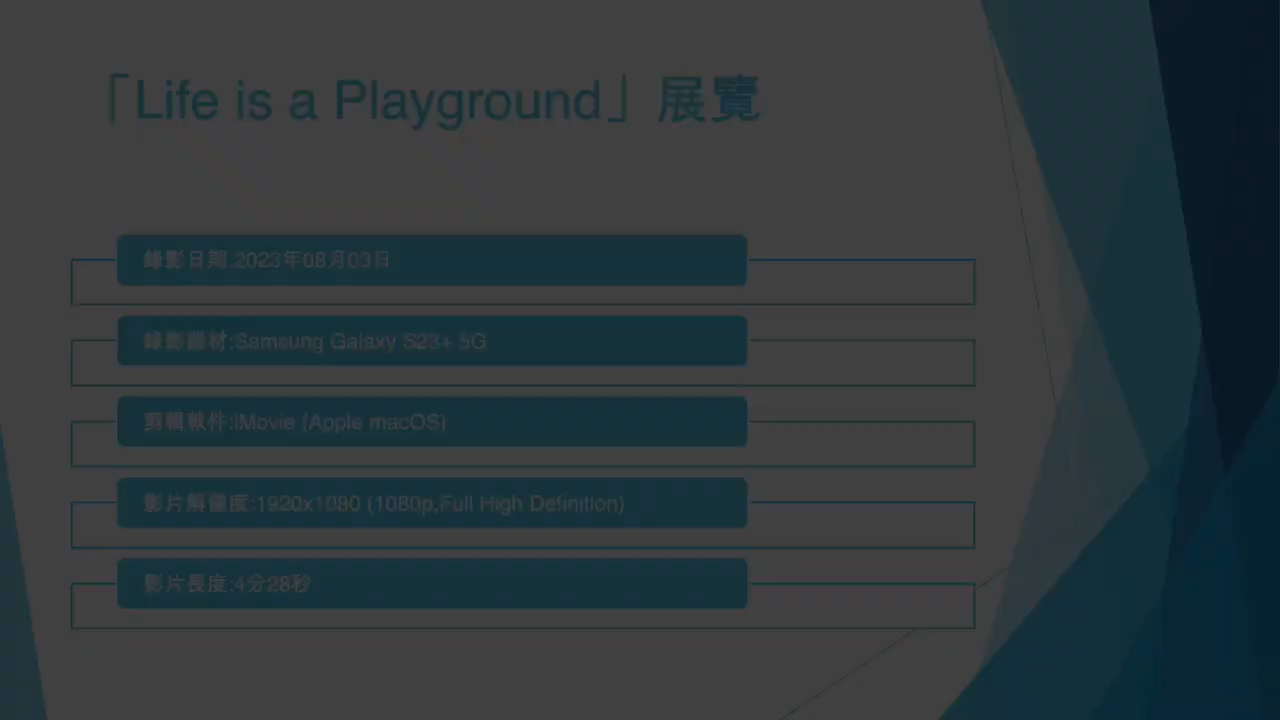 「Life is a Playground」展覽
錄影日期:2023年08月03日
錄影器材:Samsung Galaxy S23+ 5G
剪輯軟件:iMovie (Apple macOS)
影片解像度:1920x1080 (1080p,Full High Definition)
影片長度:4分28秒